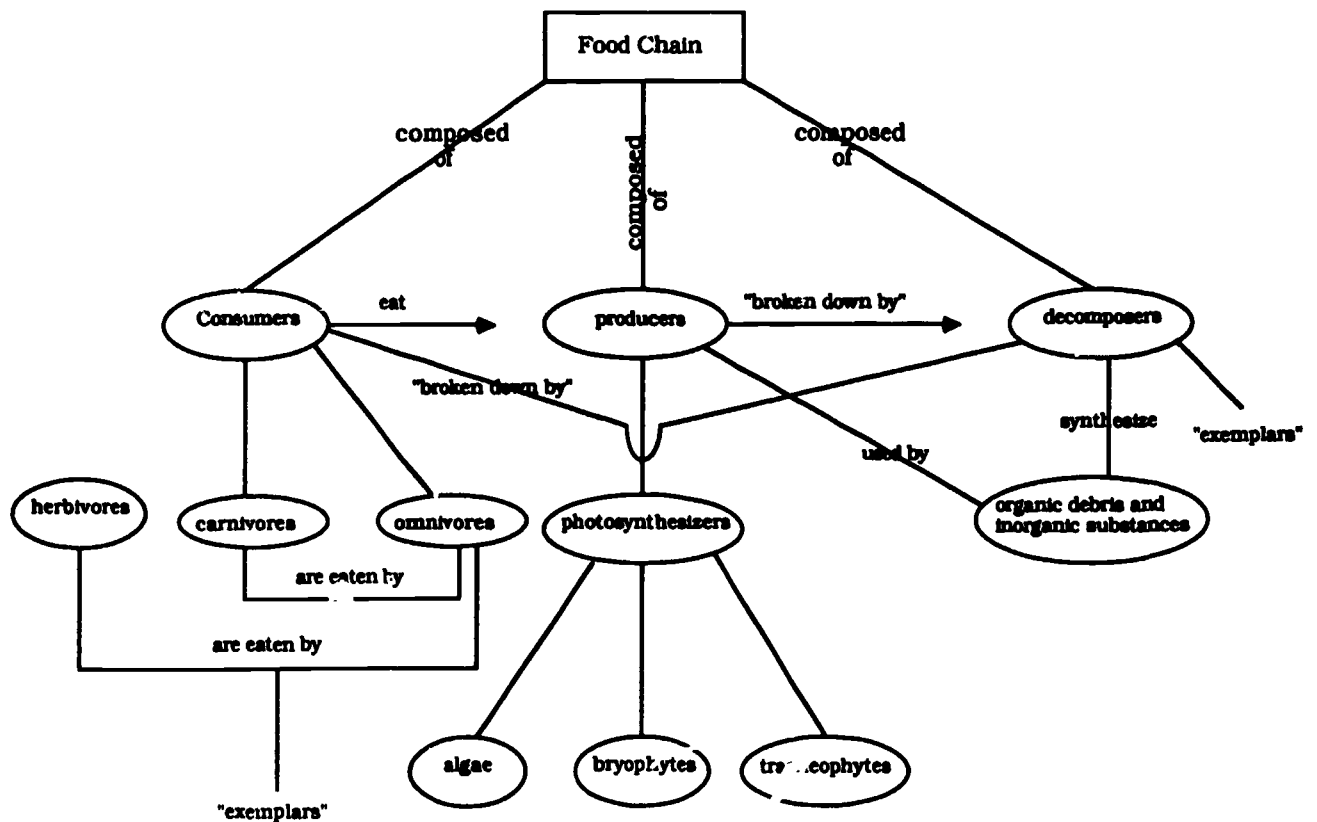 Food Chain
composed
of
composed
of
composed
of
Consumers
eat
producers
"broken down by"
decomposers
"broken down by"
synthesize
"exemplars"
used by
herbivores
carnivores
omnivores
photosynthesizers
organic debris and
inorganic substances
are eaten by
are eaten by
algae
bryophytes
"exemplars"